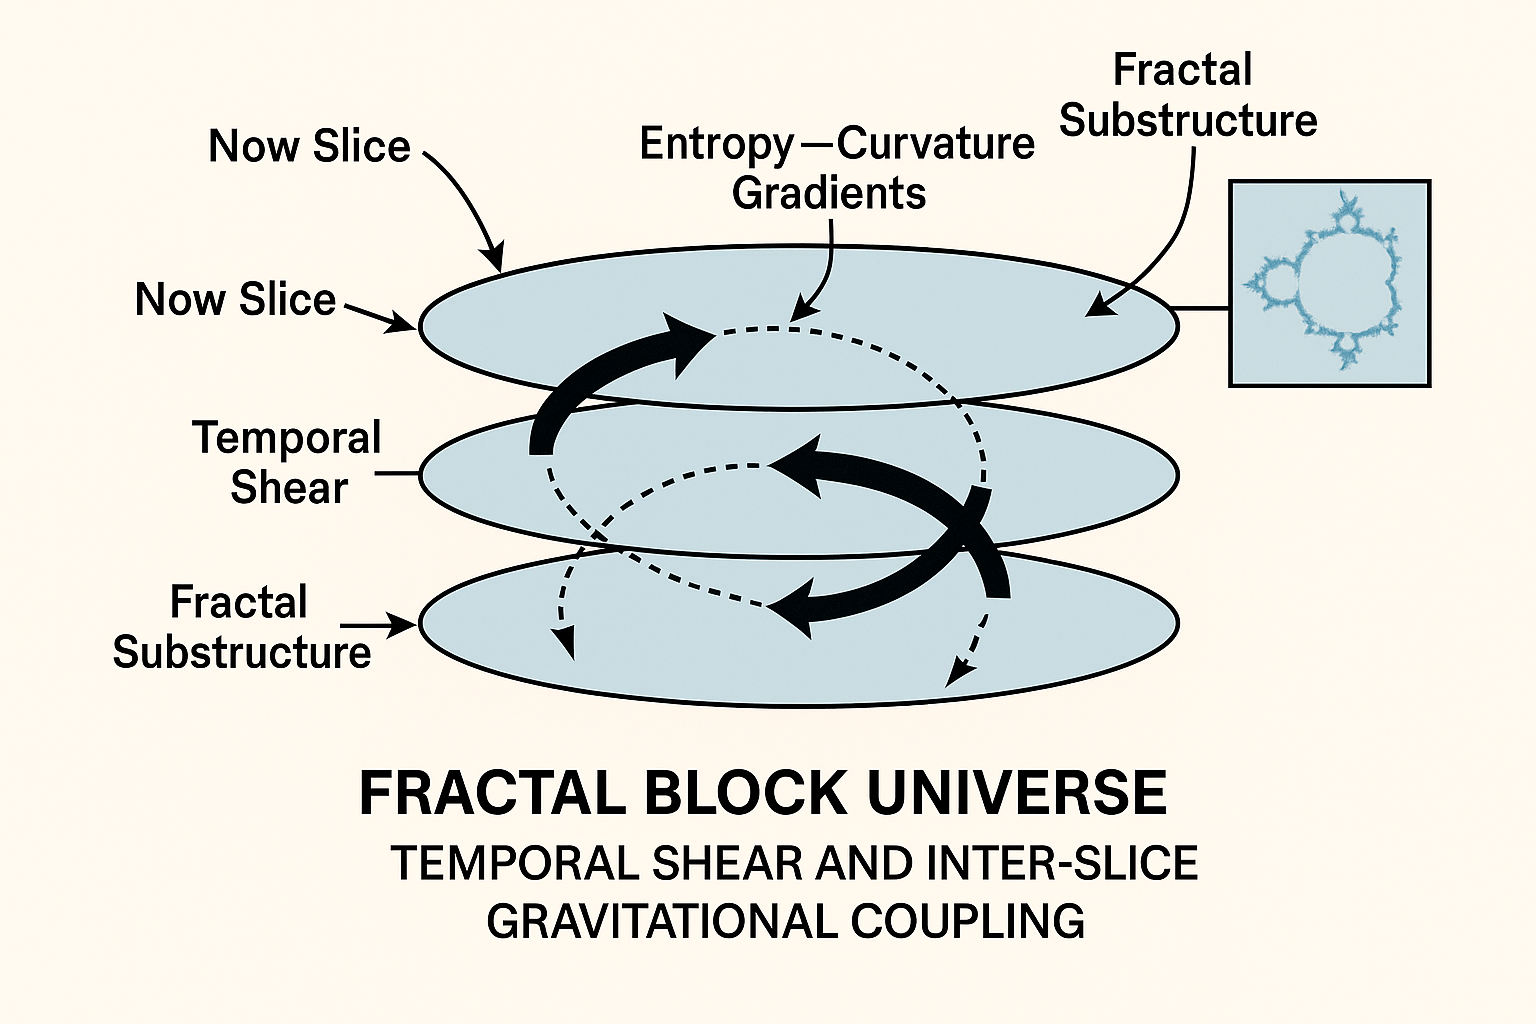 Fractal
Substructure
Now Slice
Entropy—Curvature
Gradients
Now Slice
Temporal
Shear
Fractal
Substructure
FRACTAL BLOCK UNIVERSE
TEMPORAL SHEAR AND INTER-SLICE
GRAVITATIONAL COUPLING